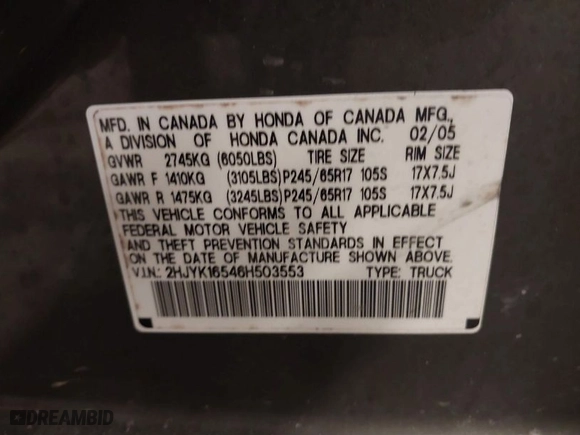 MFD. IN CANADA BY HONDA OF CANADA MFG.,
A DIVISION OF HONDA CANADA INC. 02/05
GVWR 2745KG (6050LBS) TIRE SIZE RIM SIZE
GAWR F 1410KG (3105LBS)P245/65R17 105S 17X7.5J
GAWR R 1475KG (3245LBS)P245/65R17 105S 17X7.5J
THIS VEHICLE CONFORMS TO ALL APPLICABLE
FEDERAL MOTOR VEHICLE SAFETY
AND THEFT PREVENTION STANDARDS IN EFFECT
ON THE DATE OF MANUFACTURE SHOWN ABOVE.
V.I.N.: 2HJYK16546H503553 TYPE: TRUCK
DREAMBID